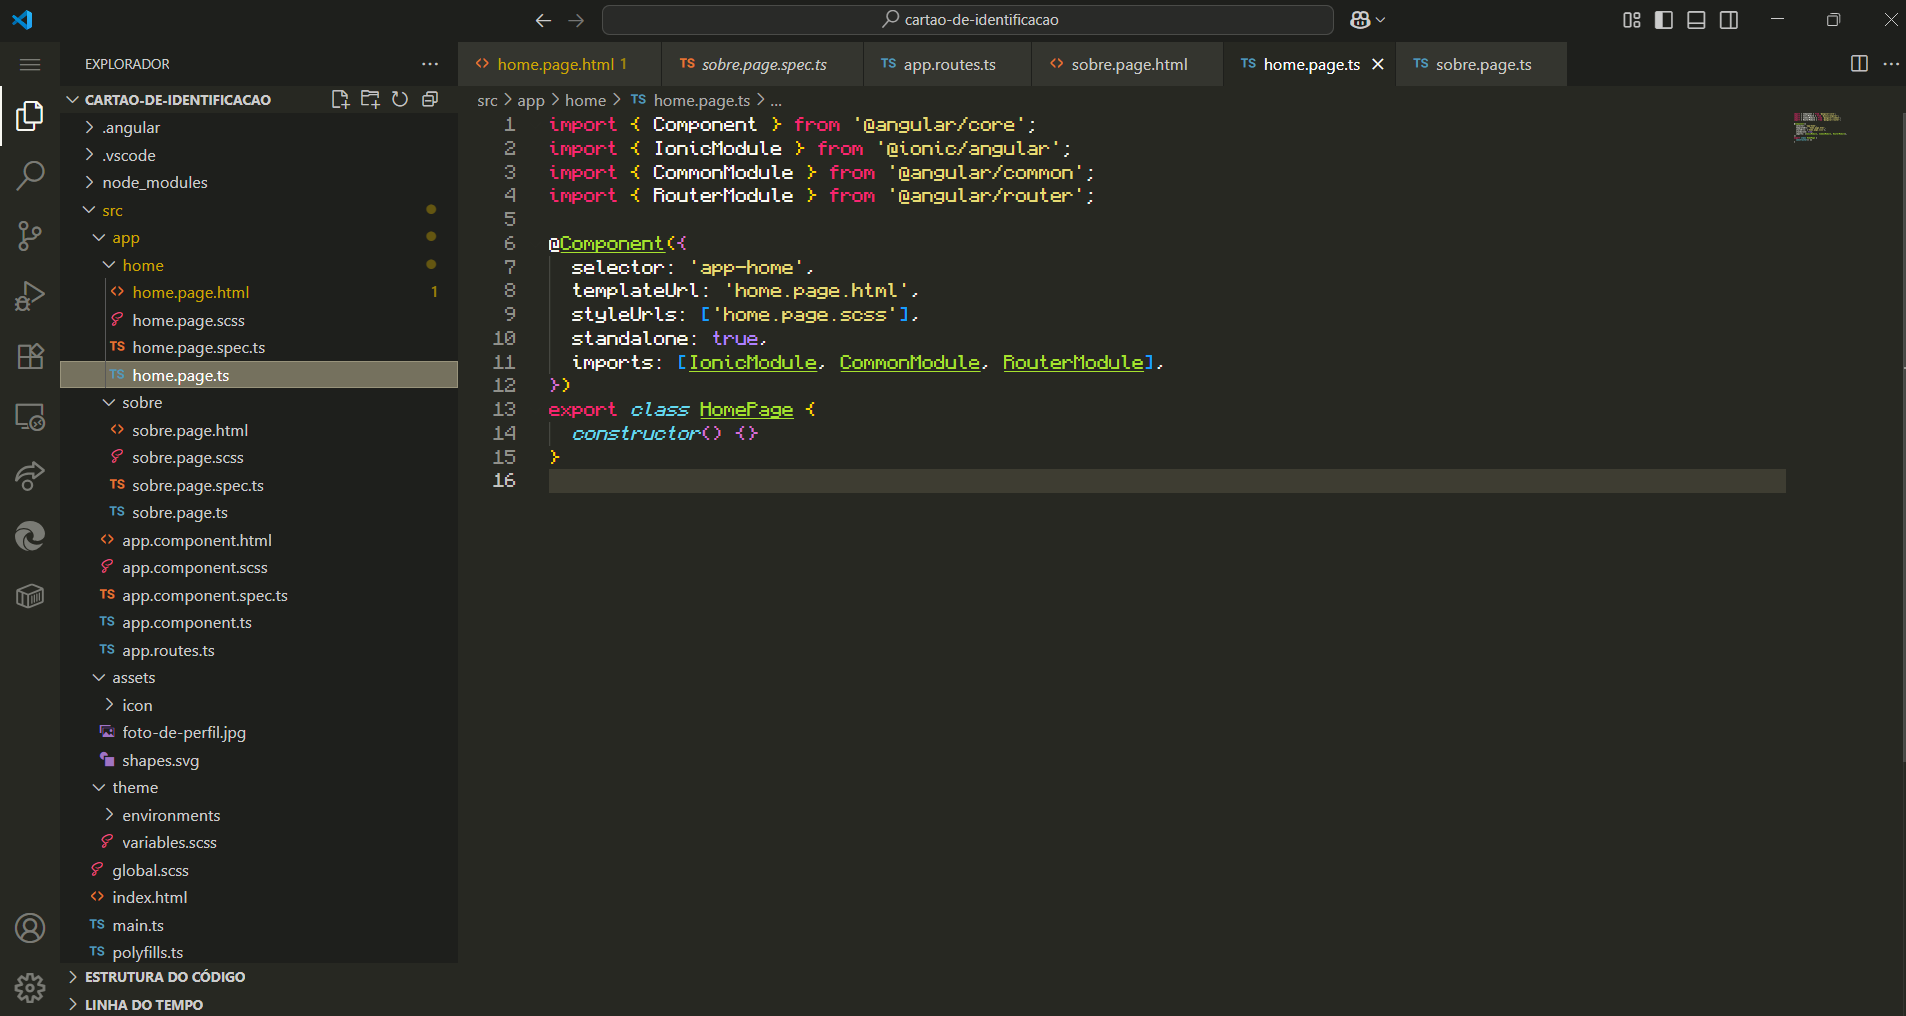 cartao-de-identificacao
EXPLORADOR
CARTAO-DE-IDENTIFICACAO
.angular
.vscode
node_modules
src
app
home
home.page.html 1
home.page.scss
TS home.page.spec.ts
TS home.page.ts
sobre
sobre.page.html
sobre.page.scss
TS sobre.page.spec.ts
TS sobre.page.ts
app.component.html
app.component.scss
TS app.component.spec.ts
TS app.component.ts
TS app.routes.ts
assets
icon
foto-de-perfil.jpg
shapes.svg
theme
environments
variables.scss
global.scss
index.html
TS main.ts
TS polyfills.ts
ESTRUTURA DO CÓDIGO
LINHA DO TEMPO
home.page.html 1 TS sobre.page.spec.ts TS app.routes.ts sobre.page.html TS home.page.ts TS sobre.page.ts
src > app > home > TS home.page.ts > ...
1 import { Component } from '@angular/core';
2 import { IonicModule } from '@ionic/angular';
3 import { CommonModule } from '@angular/common';
4 import { RouterModule } from '@angular/router';
5
6 @Component({
7 selector: 'app-home',
8 templateUrl: 'home.page.html',
9 styleUrls: ['home.page.scss'],
10 standalone: true,
11 imports: [IonicModule, CommonModule, RouterModule],
12 })
13 export class HomePage {
14 constructor() {}
15 }
16